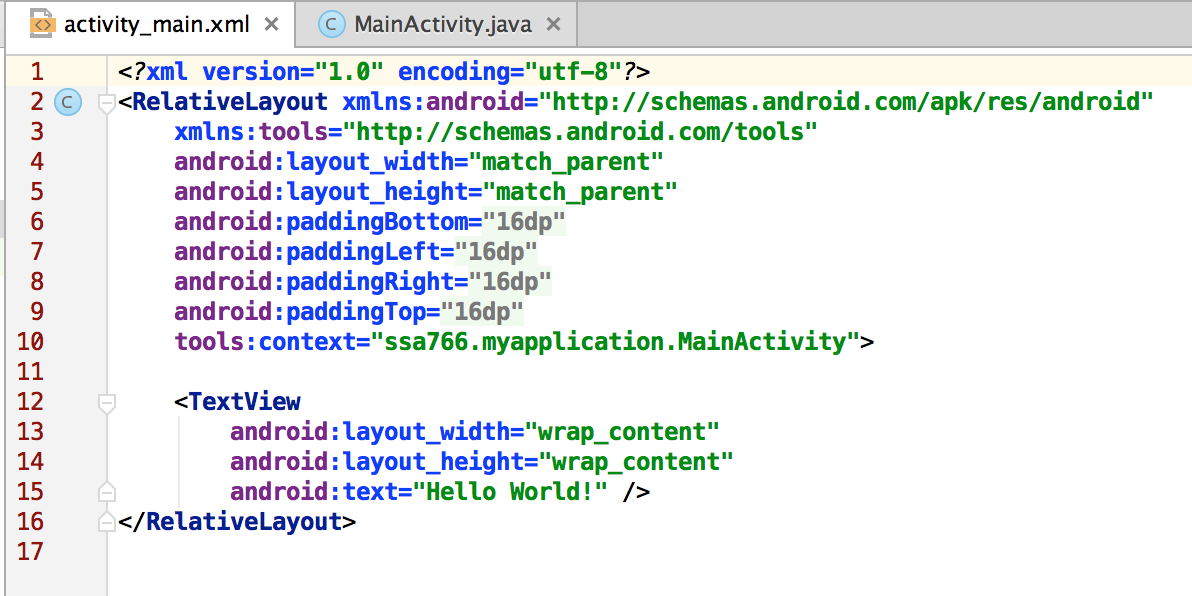 activity_main.xml MainActivity.java
1 <?xml version="1.0" encoding="utf-8"?>
2 C <RelativeLayout xmlns:android="http://schemas.android.com/apk/res/android"
3     xmlns:tools="http://schemas.android.com/tools"
4     android:layout_width="match_parent"
5     android:layout_height="match_parent"
6     android:paddingBottom="16dp"
7     android:paddingLeft="16dp"
8     android:paddingRight="16dp"
9     android:paddingTop="16dp"
10     tools:context="ssa766.myapplication.MainActivity">
11
12     <TextView
13         android:layout_width="wrap_content"
14         android:layout_height="wrap_content"
15         android:text="Hello World!" />
16 </RelativeLayout>
17